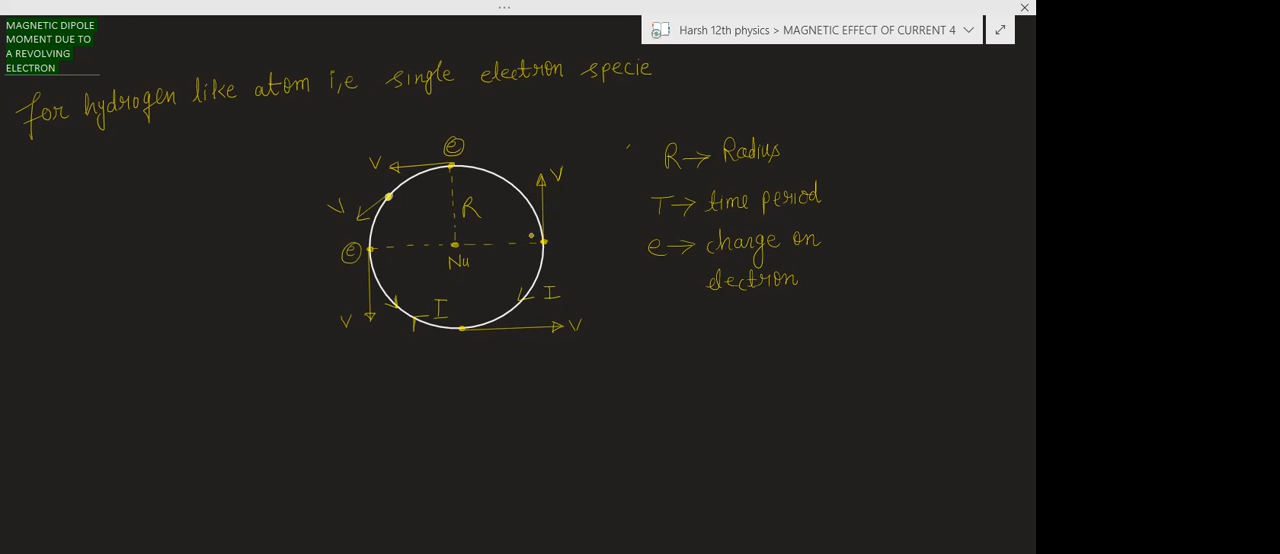 MAGNETIC DIPOLE
MOMENT DUE TO
A REVOLVING
ELECTRON
Harsh 12th physics > MAGNETIC EFFECT OF CURRENT 4
For hydrogen like atom i,e single electron specie
e
V
V
V
R
R → Radius
T → time period
e → charge on
electron
e
Nu
I
I
V
V